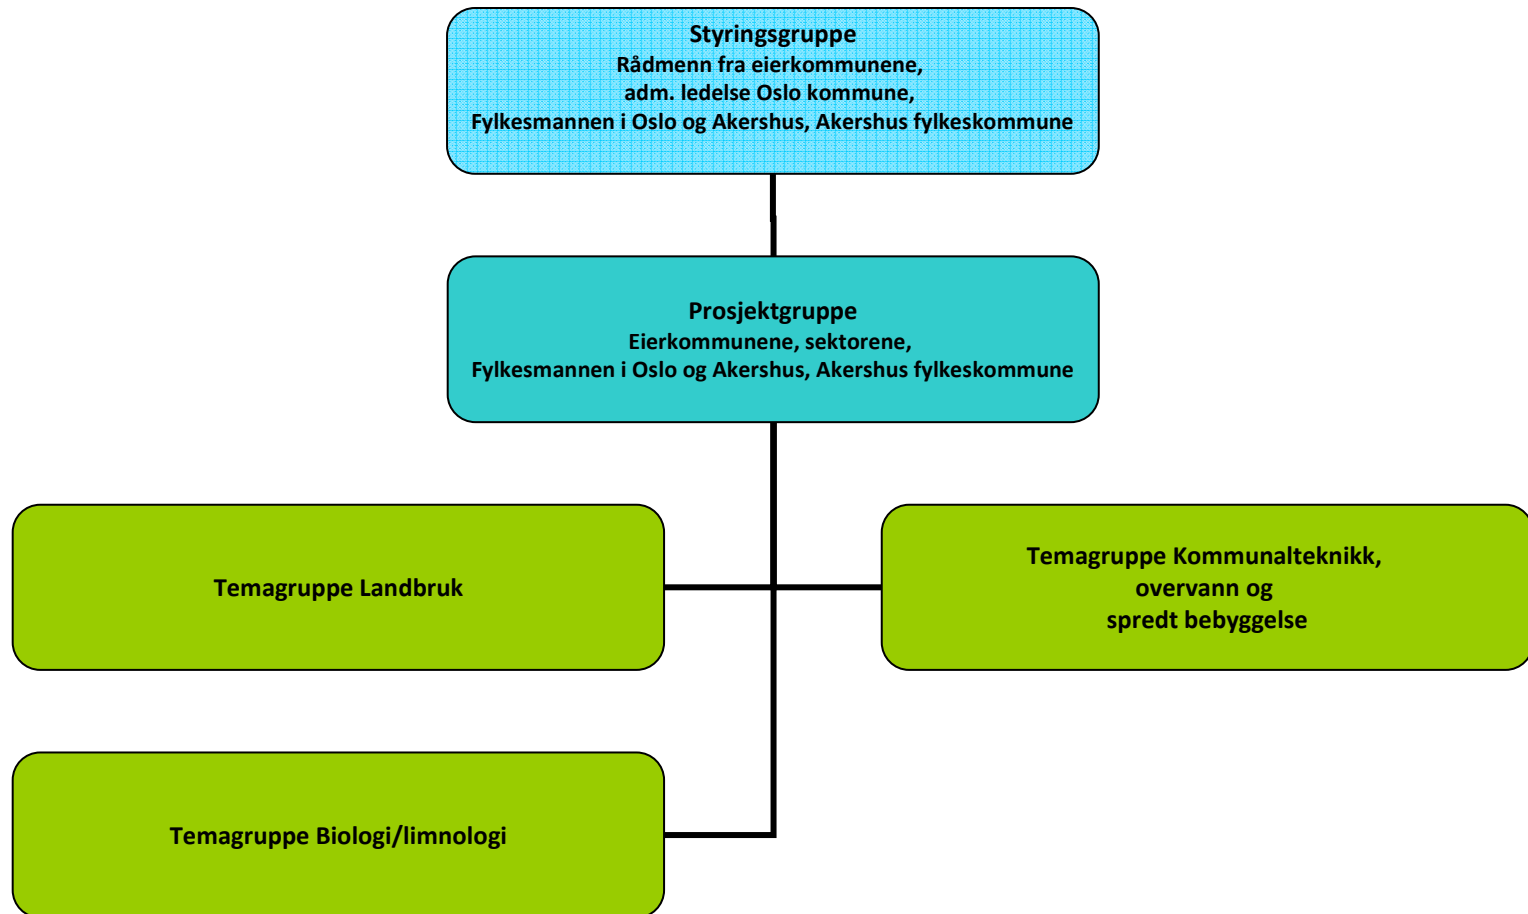 Styringsgruppe
Rådmenn fra eierkommunene,
adm. ledelse Oslo kommune,
Fylkesmannen i Oslo og Akershus, Akershus fylkeskommune
Prosjektgruppe
Eierkommunene, sektorene,
Fylkesmannen i Oslo og Akershus, Akershus fylkeskommune
Temagruppe Landbruk
Temagruppe Kommunalteknikk,
overvann og
spredt bebyggelse
Temagruppe Biologi/limnologi